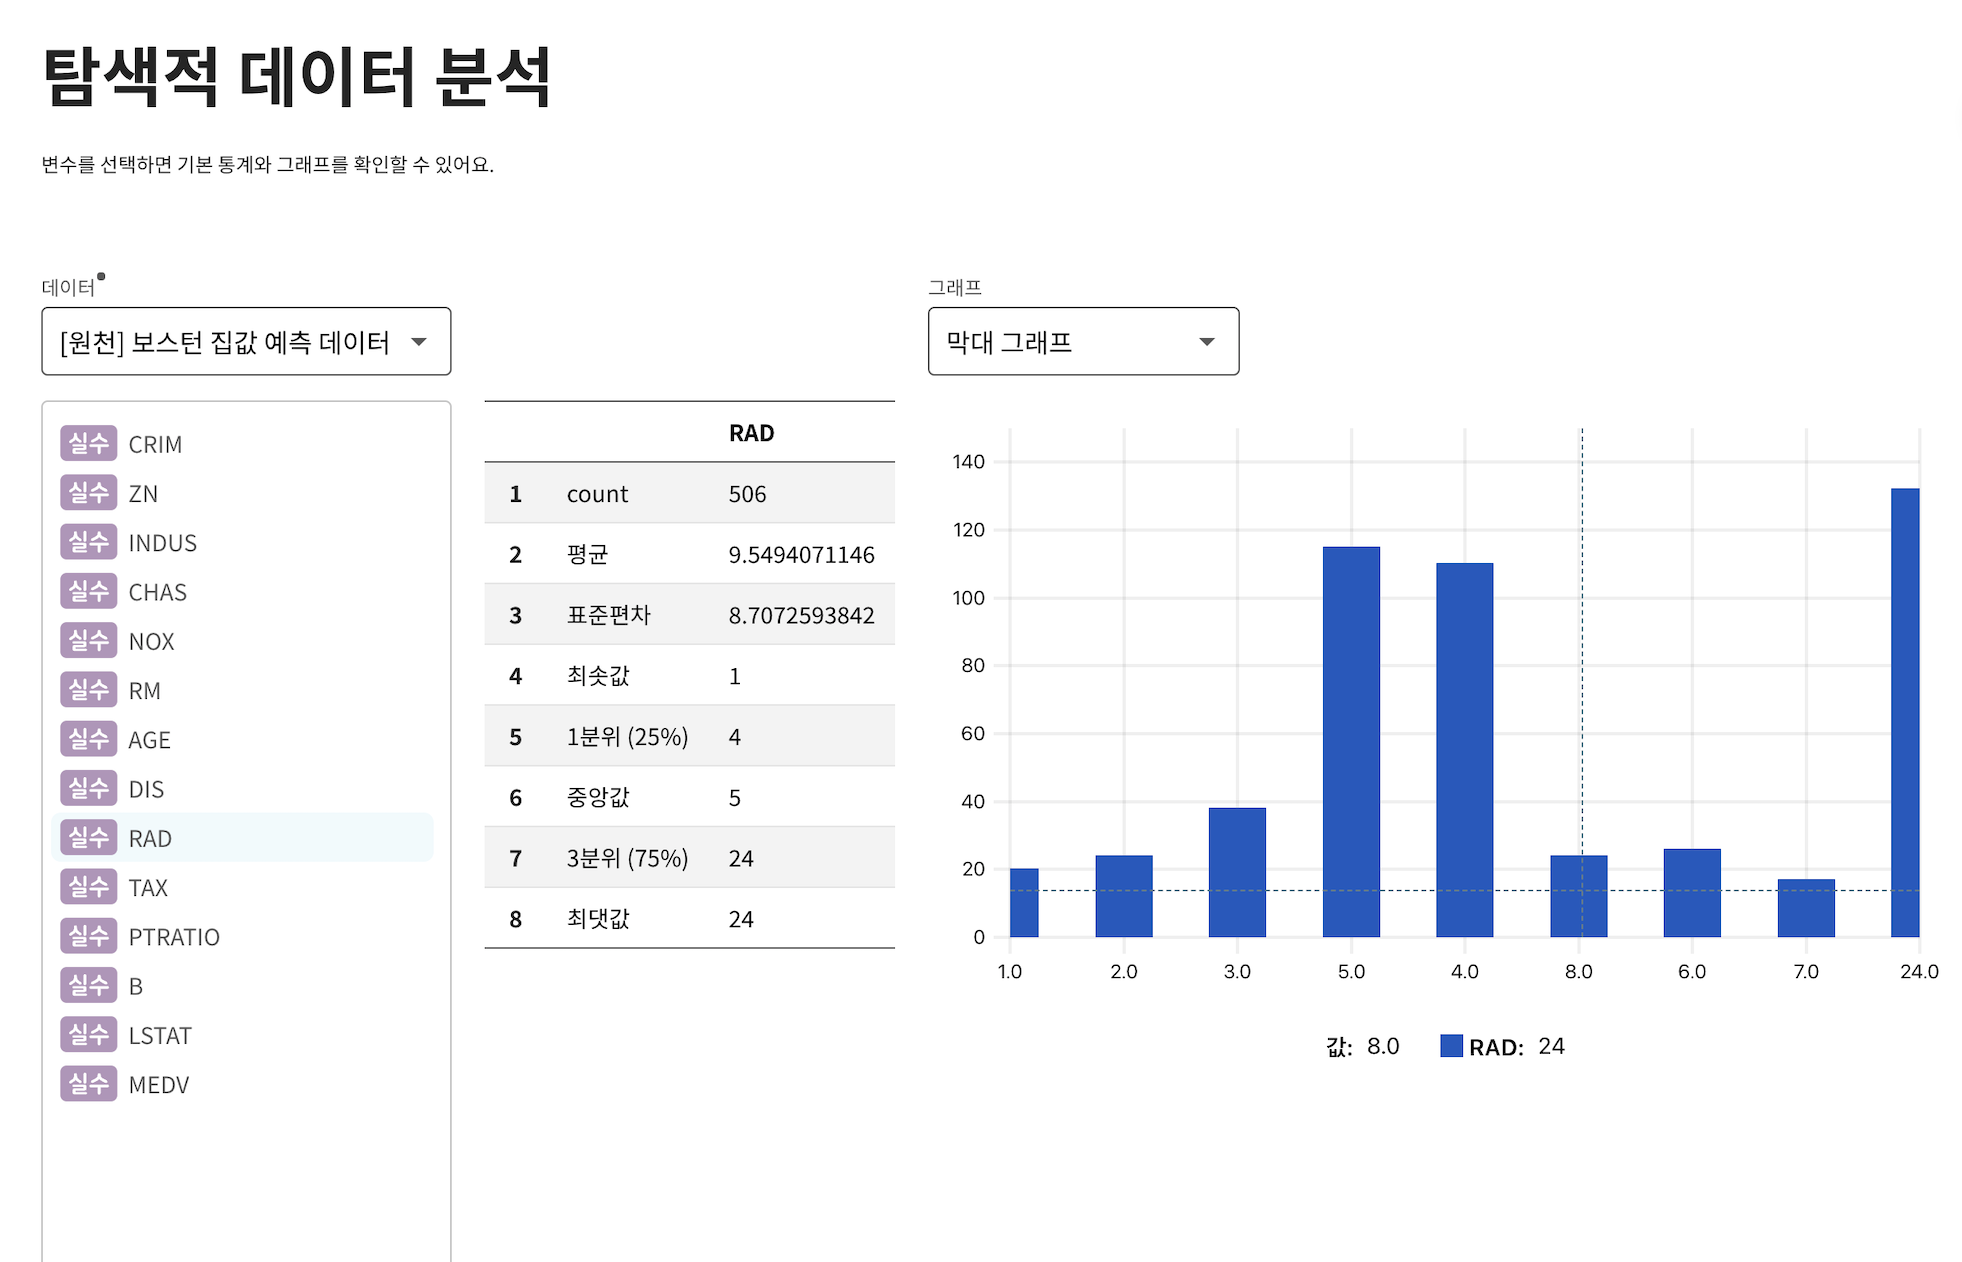 탐색적 데이터 분석
변수를 선택하면 기본 통계와 그래프를 확인할 수 있어요.
데이터
[원천] 보스턴 집값 예측 데이터
실수 CRIM
실수 ZN
실수 INDUS
실수 CHAS
실수 NOX
실수 RM
실수 AGE
실수 DIS
실수 RAD
실수 TAX
실수 PTRATIO
실수 B
실수 LSTAT
실수 MEDV
RAD
1 count 506
2 평균 9.5494071146
3 표준편차 8.7072593842
4 최솟값 1
5 1분위 (25%) 4
6 중앙값 5
7 3분위 (75%) 24
8 최댓값 24
그래프
막대 그래프
140
120
100
80
60
40
20
0
1.0 2.0 3.0 5.0 4.0 8.0 6.0 7.0 24.0
값: 8.0 RAD: 24